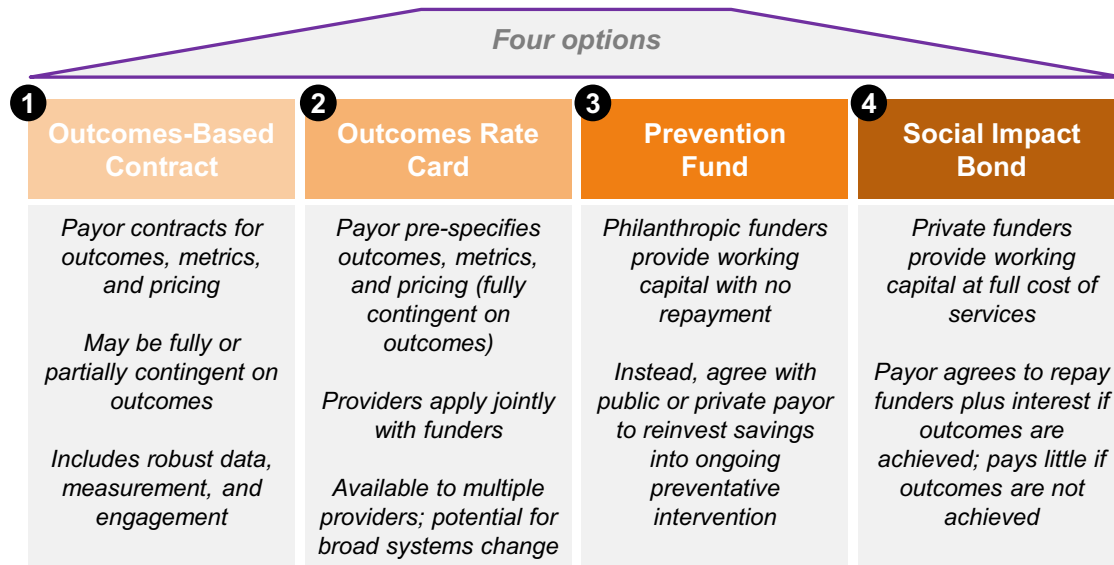 Four options
1
Outcomes-Based
Contract
Payor contracts for
outcomes, metrics,
and pricing
May be fully or
partially contingent on
outcomes
Includes robust data,
measurement, and
engagement
2
Outcomes Rate
Card
Payor pre-specifies
outcomes, metrics,
and pricing (fully
contingent on
outcomes)
Providers apply jointly
with funders
Available to multiple
providers; potential for
broad systems change
3
Prevention
Fund
Philanthropic funders
provide working
capital with no
repayment
Instead, agree with
public or private payor
to reinvest savings
into ongoing
preventative
intervention
4
Social Impact
Bond
Private funders
provide working
capital at full cost of
services
Payor agrees to repay
funders plus interest if
outcomes are
achieved; pays little if
outcomes are not
achieved